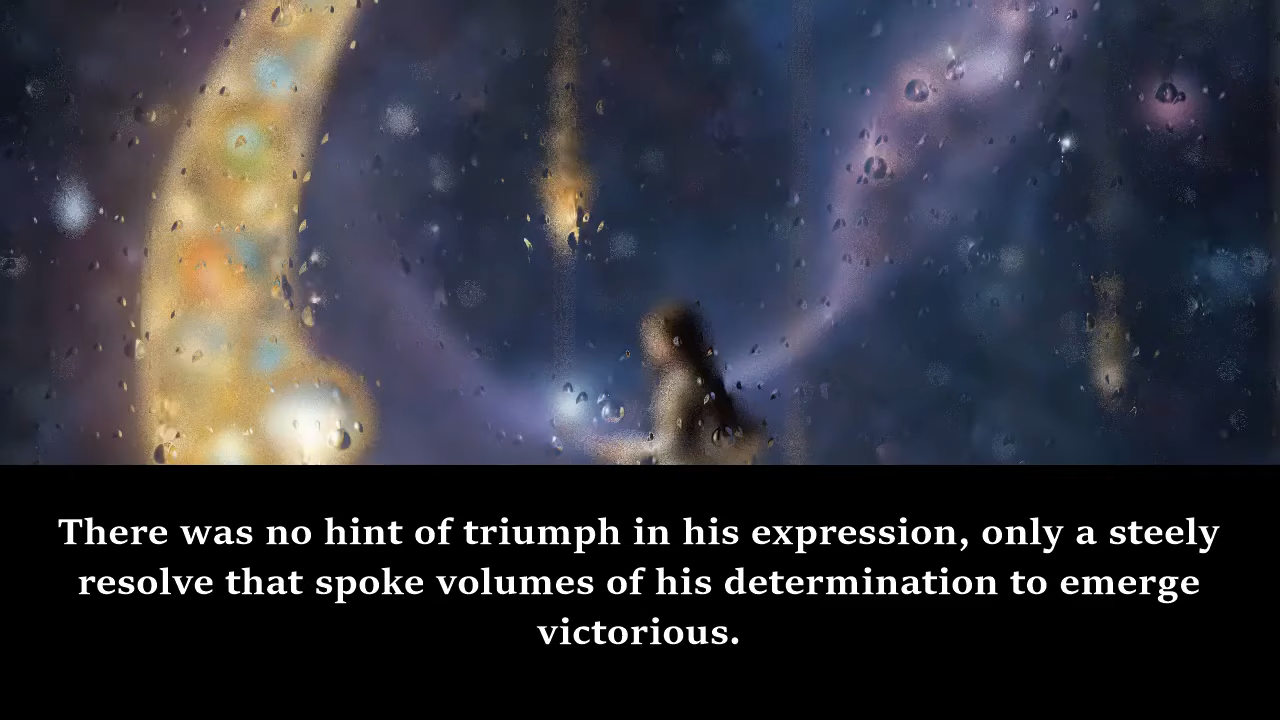 There was no hint of triumph in his expression, only a steely
resolve that spoke volumes of his determination to emerge
victorious.